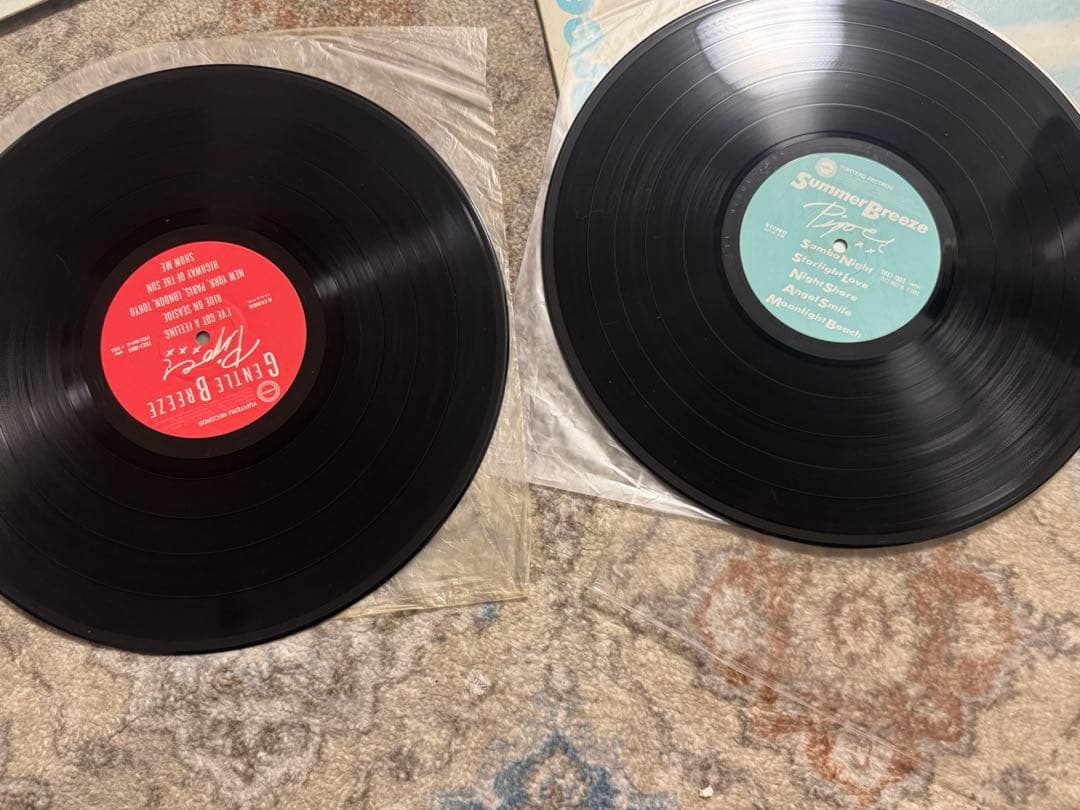 YUPITERU RECORDS
GENTLE BREEZE
Piper
I'VE GOT A FEELING
RIDE ON SEASIDE
NEW YORK, PARIS, LONDON, TOKYO
HIGHWAY OF THE SUN
SHOW ME
YUPITERU RECORDS
Summer Breeze
Piper
STEREO
Samba Night
Starlight Love
Night Shore
Angel Smile
Moonlight Beach